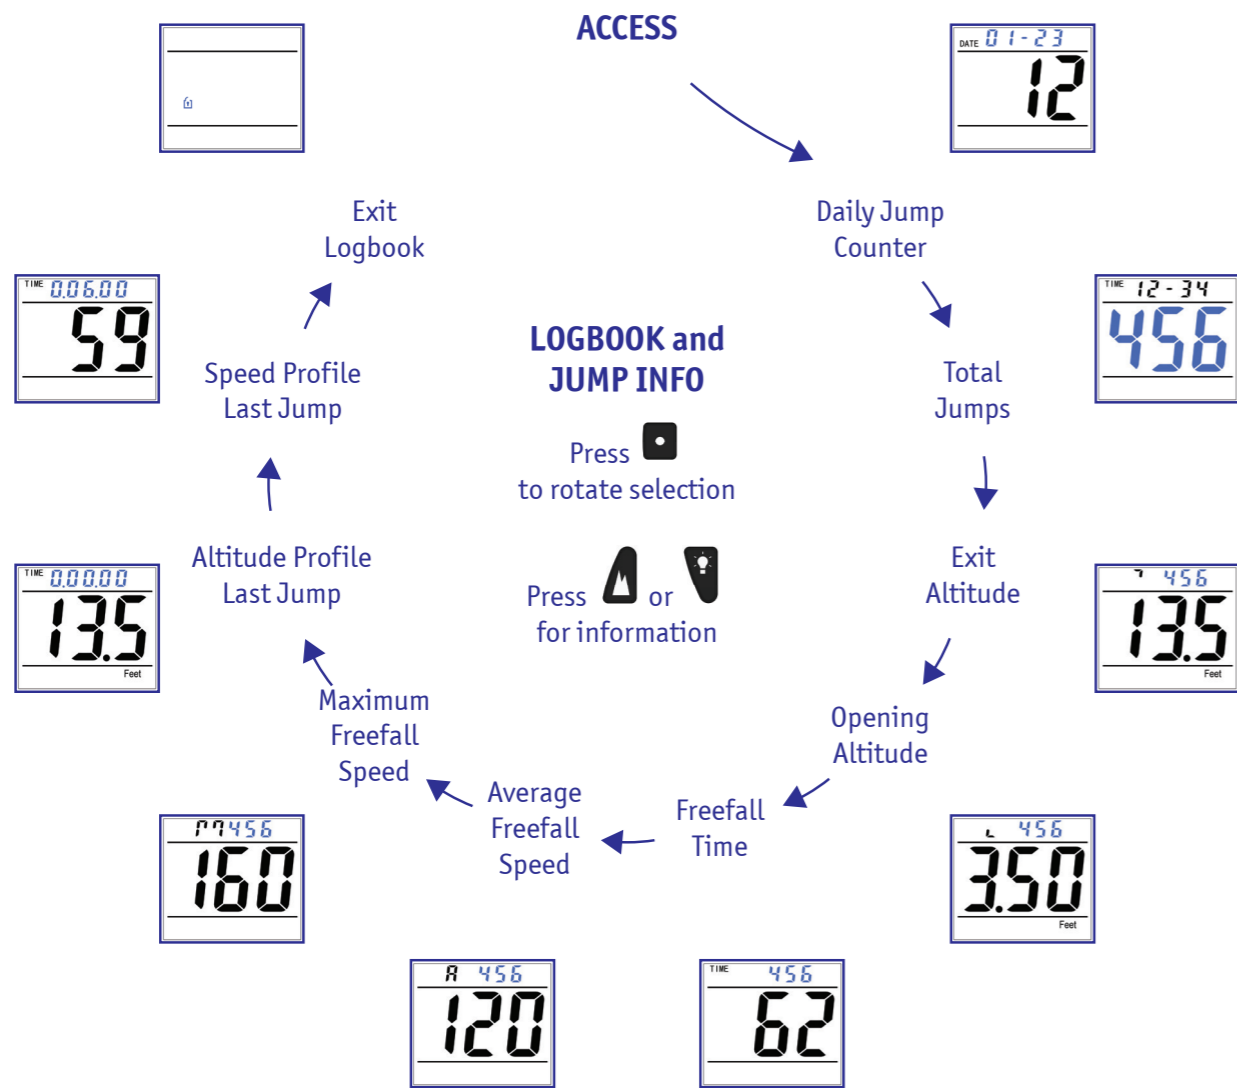 ACCESS
DATE 01-23
12
Daily Jump
Counter
TIME 12-34
456
Total
Jumps
Exit
Altitude
456
13.5
Feet
Opening
Altitude
456
3.50
Feet
Freefall
Time
TIME 456
62
Average
Freefall
Speed
A 456
120
Maximum
Freefall
Speed
M 456
160
Altitude Profile
Last Jump
TIME 0.00.00
13.5
Feet
Speed Profile
Last Jump
TIME 0.06.00
59
Exit
Logbook
LOGBOOK and
JUMP INFO
Press
to rotate selection
Press or
for information